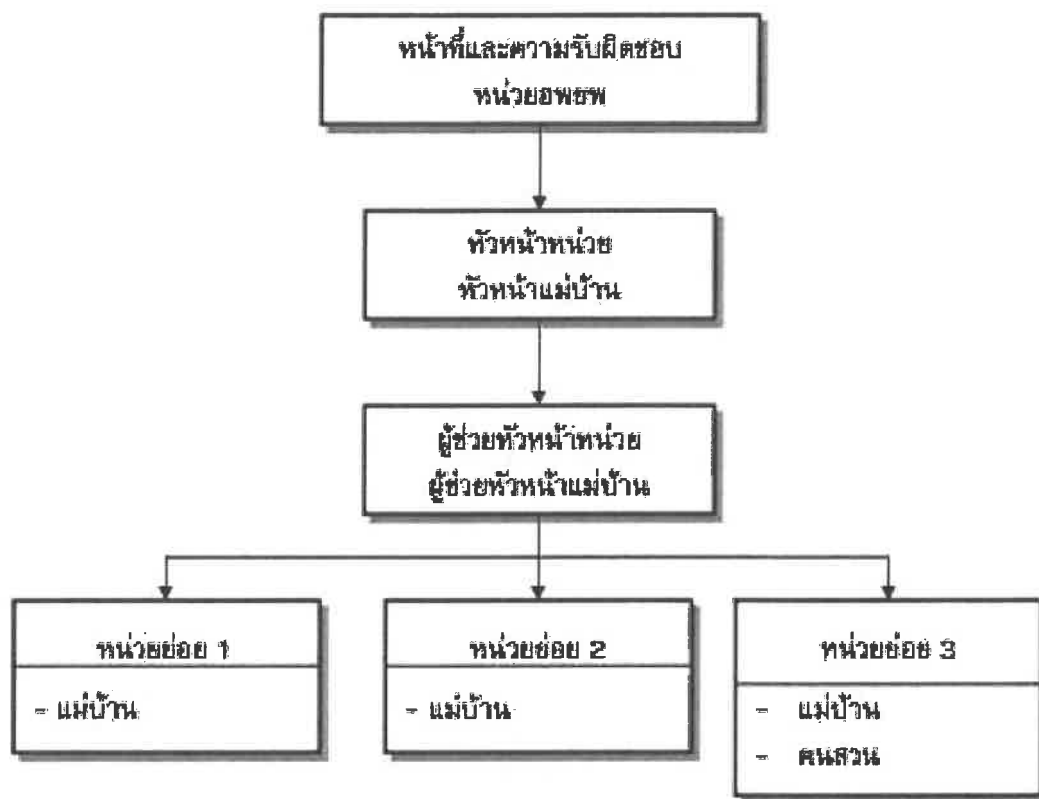 หน้าที่และความรับผิดชอบ
หน่วยอพยพ
หัวหน้าหน่วย
หัวหน้าแม่บ้าน
ผู้ช่วยหัวหน้าหน่วย
ผู้ช่วยหัวหน้าแม่บ้าน
หน่วยย่อย 1
- แม่บ้าน
หน่วยย่อย 2
- แม่บ้าน
หน่วยย่อย 3
- แม่บ้าน
- คนสวน